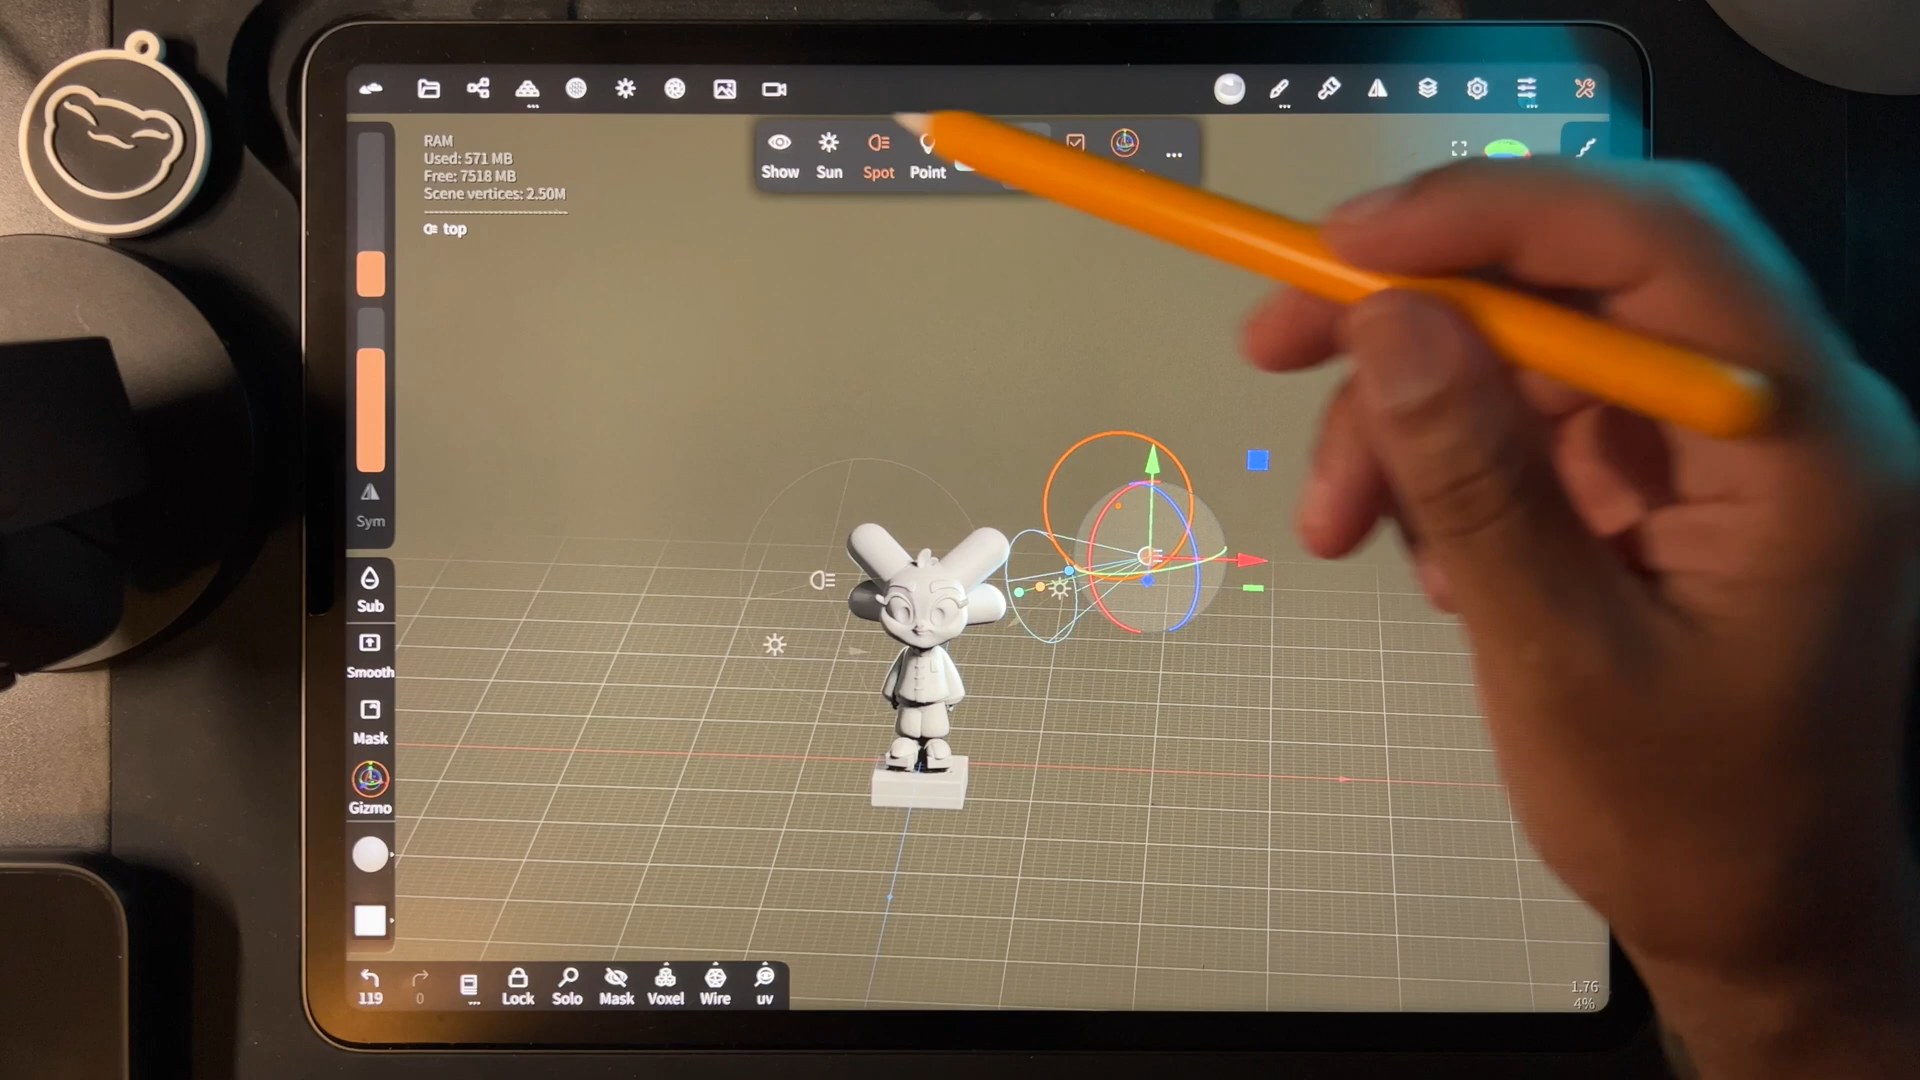 RAM
Used: 571 MB
Free: 7518 MB
Scene vertices: 2.50M
top
Show Sun Spot Point
Sym
Sub
Smooth
Mask
Gizmo
119 0 Lock Solo Mask Voxel Wire uv
1.76
4%